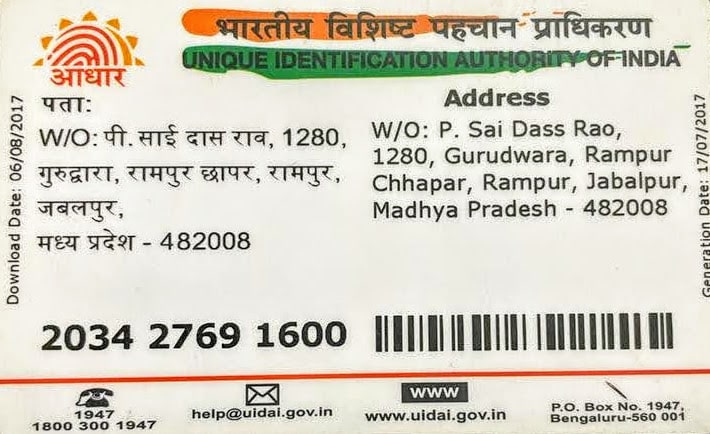 भारतीय विशिष्ट पहचान प्राधिकरण
UNIQUE IDENTIFICATION AUTHORITY OF INDIA
आधार
पता:
W/O: पी. साई दास राव, 1280,
गुरुद्वारा, रामपुर छापर, रामपुर,
जबलपुर,
मध्य प्रदेश - 482008
Address
W/O: P. Sai Dass Rao,
1280, Gurudwara, Rampur
Chhapar, Rampur, Jabalpur,
Madhya Pradesh - 482008
Download Date: 06/08/2017
Generation Date: 17/07/2017
2034 2769 1600
1947
1800 300 1947
help@uidai.gov.in
www
www.uidai.gov.in
P.O. Box No. 1947,
Bengaluru-560 001